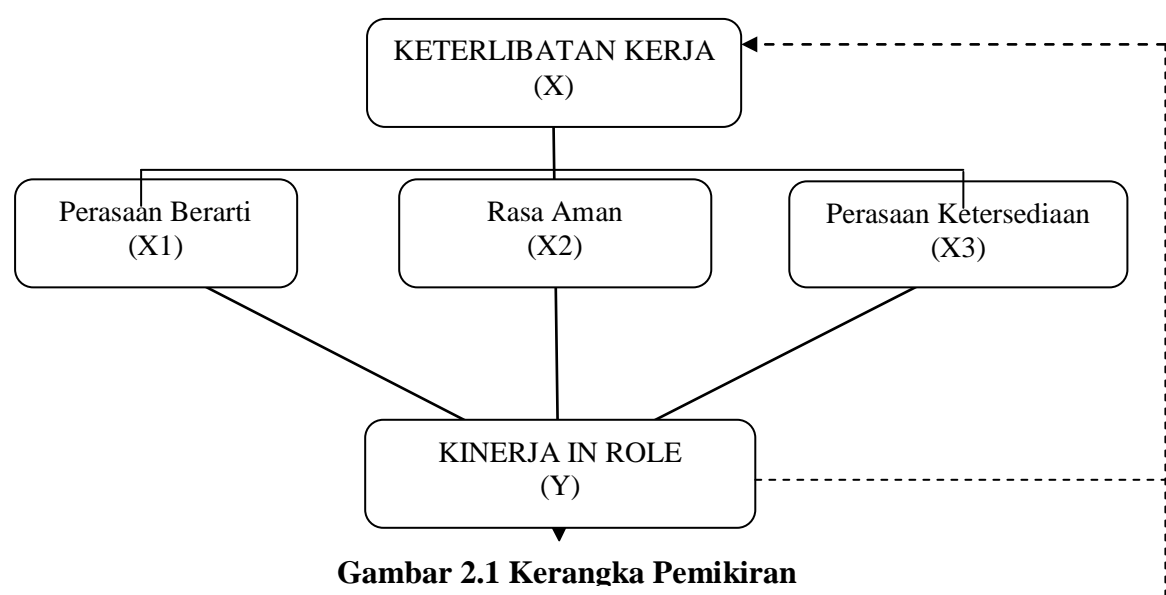 KETERLIBATAN KERJA
(X)
Perasaan Berarti
(X1)
Rasa Aman
(X2)
Perasaan Ketersediaan
(X3)
KINERJA IN ROLE
(Y)
Gambar 2.1 Kerangka Pemikiran